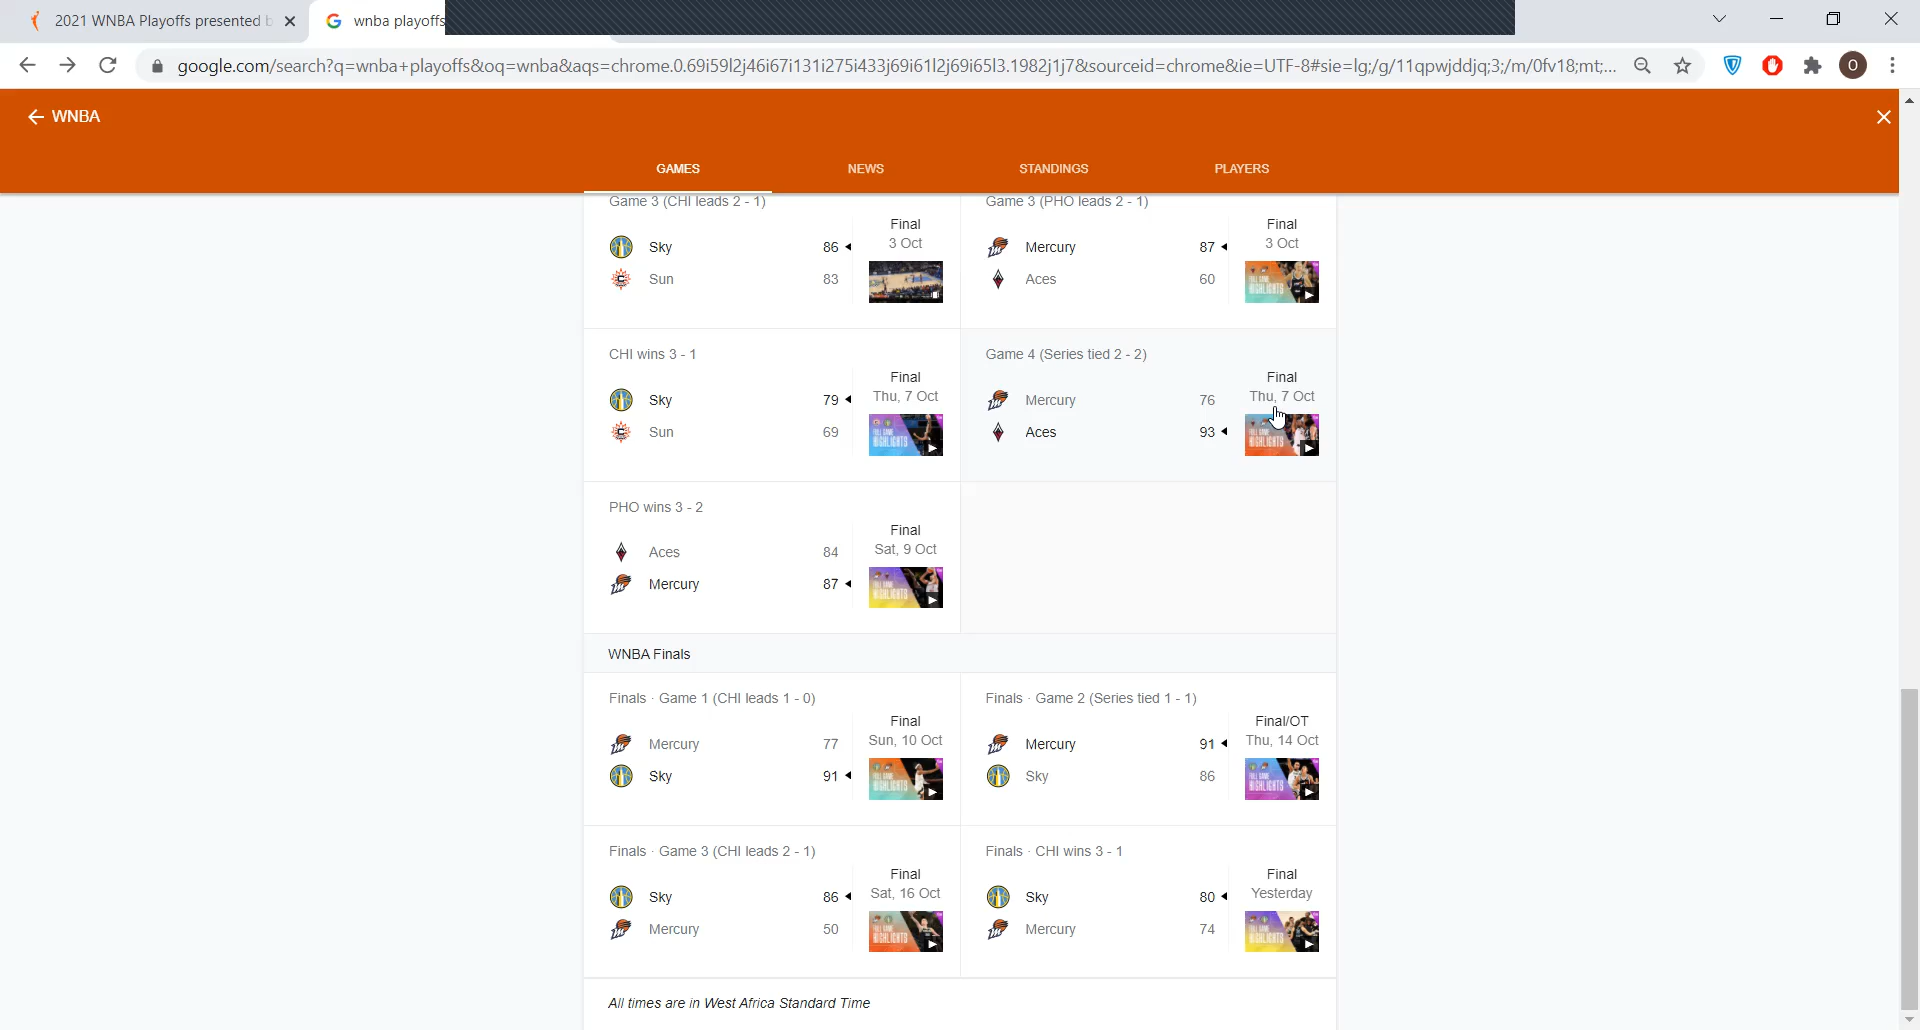 2021 WNBA Playoffs presented b
wnba playoffs
google.com/search?q=wnba+playoffs&oq=wnba&aqs=chrome.0.69i59l2j46i67i131i275i433j69i61l2j69i65l3.1982j1j7&sourceid=chrome&ie=UTF-8#sie=lg;/g/11qpwjddjq;3;/m/0fv18;mt;...
O
WNBA
GAMES NEWS STANDINGS PLAYERS
Game 3 (CHI leads 2 - 1)
Final
3 Oct
Sky 86
Sun 83
Game 3 (PHO leads 2 - 1)
Final
3 Oct
Mercury 87
Aces 60
CHI wins 3 - 1
Final
Thu, 7 Oct
Sky 79
Sun 69
HIGHLIGHTS
Game 4 (Series tied 2 - 2)
Final
Thu, 7 Oct
Mercury 76
Aces 93
HIGHLIGHTS
PHO wins 3 - 2
Final
Sat, 9 Oct
Aces 84
Mercury 87
HIGHLIGHTS
WNBA Finals
Finals · Game 1 (CHI leads 1 - 0)
Final
Sun, 10 Oct
Mercury 77
Sky 91
HIGHLIGHTS
Finals · Game 2 (Series tied 1 - 1)
Final/OT
Thu, 14 Oct
Mercury 91
Sky 86
HIGHLIGHTS
Finals · Game 3 (CHI leads 2 - 1)
Final
Sat, 16 Oct
Sky 86
Mercury 50
HIGHLIGHTS
Finals · CHI wins 3 - 1
Final
Yesterday
Sky 80
Mercury 74
HIGHLIGHTS
All times are in West Africa Standard Time